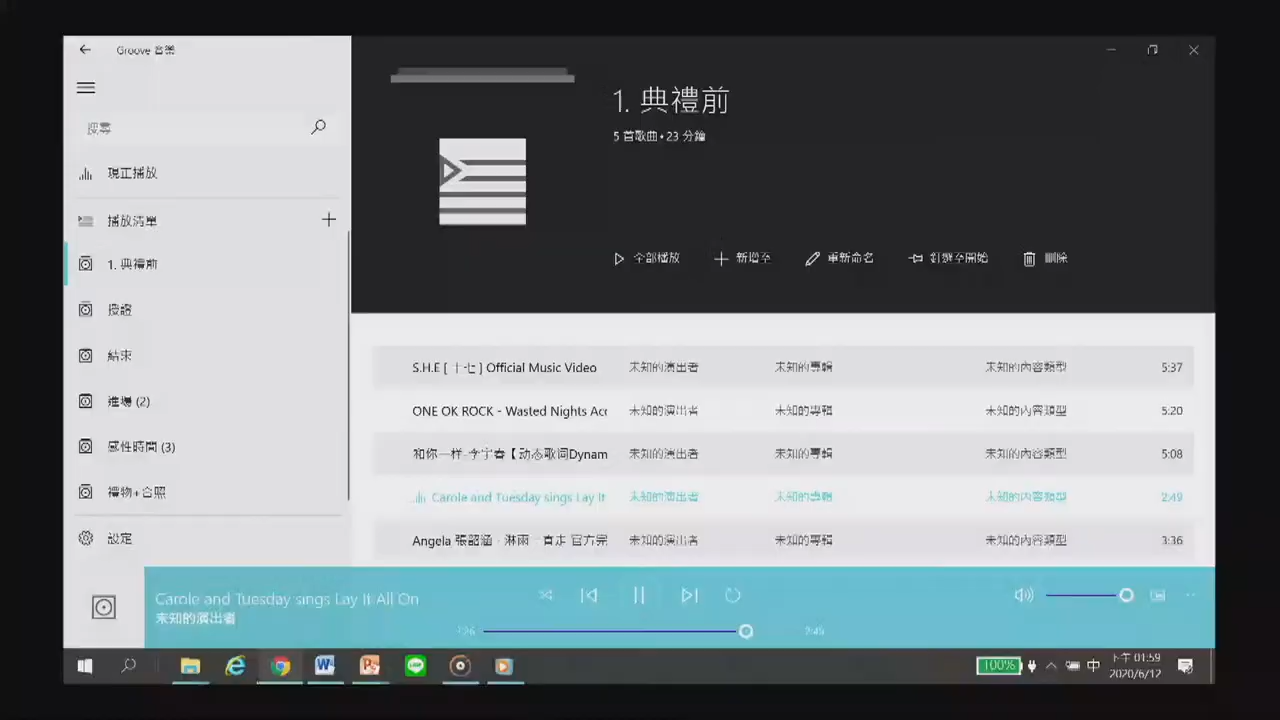 Groove 音樂
搜尋
現正播放
播放清單
1. 典禮前
授證
結束
進場 (2)
感性時間 (3)
禮物+合照
設定
1. 典禮前
5 首歌曲•23 分鐘
全部播放
新增至
重新命名
釘選至開始
刪除
S.H.E [ 十七 ] Official Music Video 未知的演出者 未知的專輯 未知的內容類型 5:37
ONE OK ROCK - Wasted Nights Acc 未知的演出者 未知的專輯 未知的內容類型 5:20
和你一样-李宇春【动态歌词Dynam 未知的演出者 未知的專輯 未知的內容類型 5:08
Carole and Tuesday sings Lay It 未知的演出者 未知的專輯 未知的內容類型 2:49
Angela 張韶涵 - 淋雨一直走 官方完 未知的演出者 未知的專輯 未知的內容類型 3:36
Carole and Tuesday sings Lay It All On
未知的演出者
2:49
100% 中 下午 01:59
2020/6/12